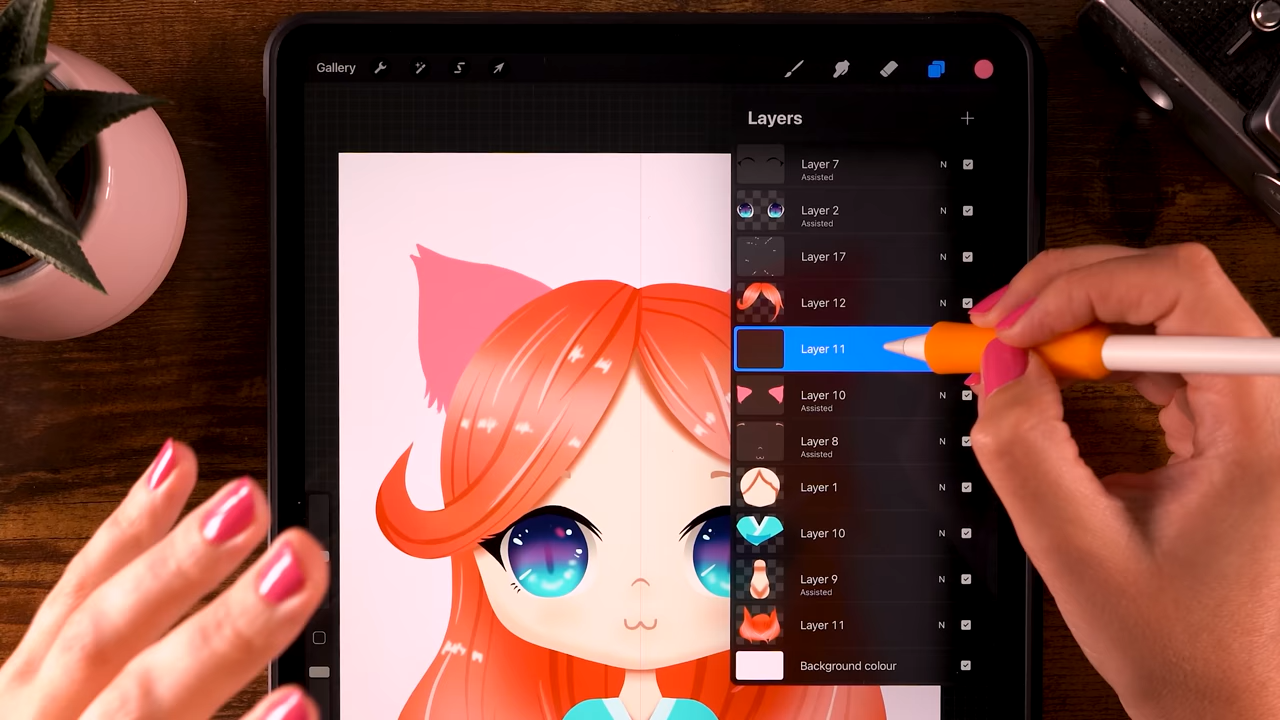 Gallery
Layers
Layer 7
N
Assisted
Layer 2
N
Assisted
Layer 17
N
Layer 12
N
Layer 11
Layer 10
N
Assisted
Layer 8
N
Assisted
Layer 1
N
Layer 10
N
Layer 9
N
Assisted
Layer 11
N
Background colour